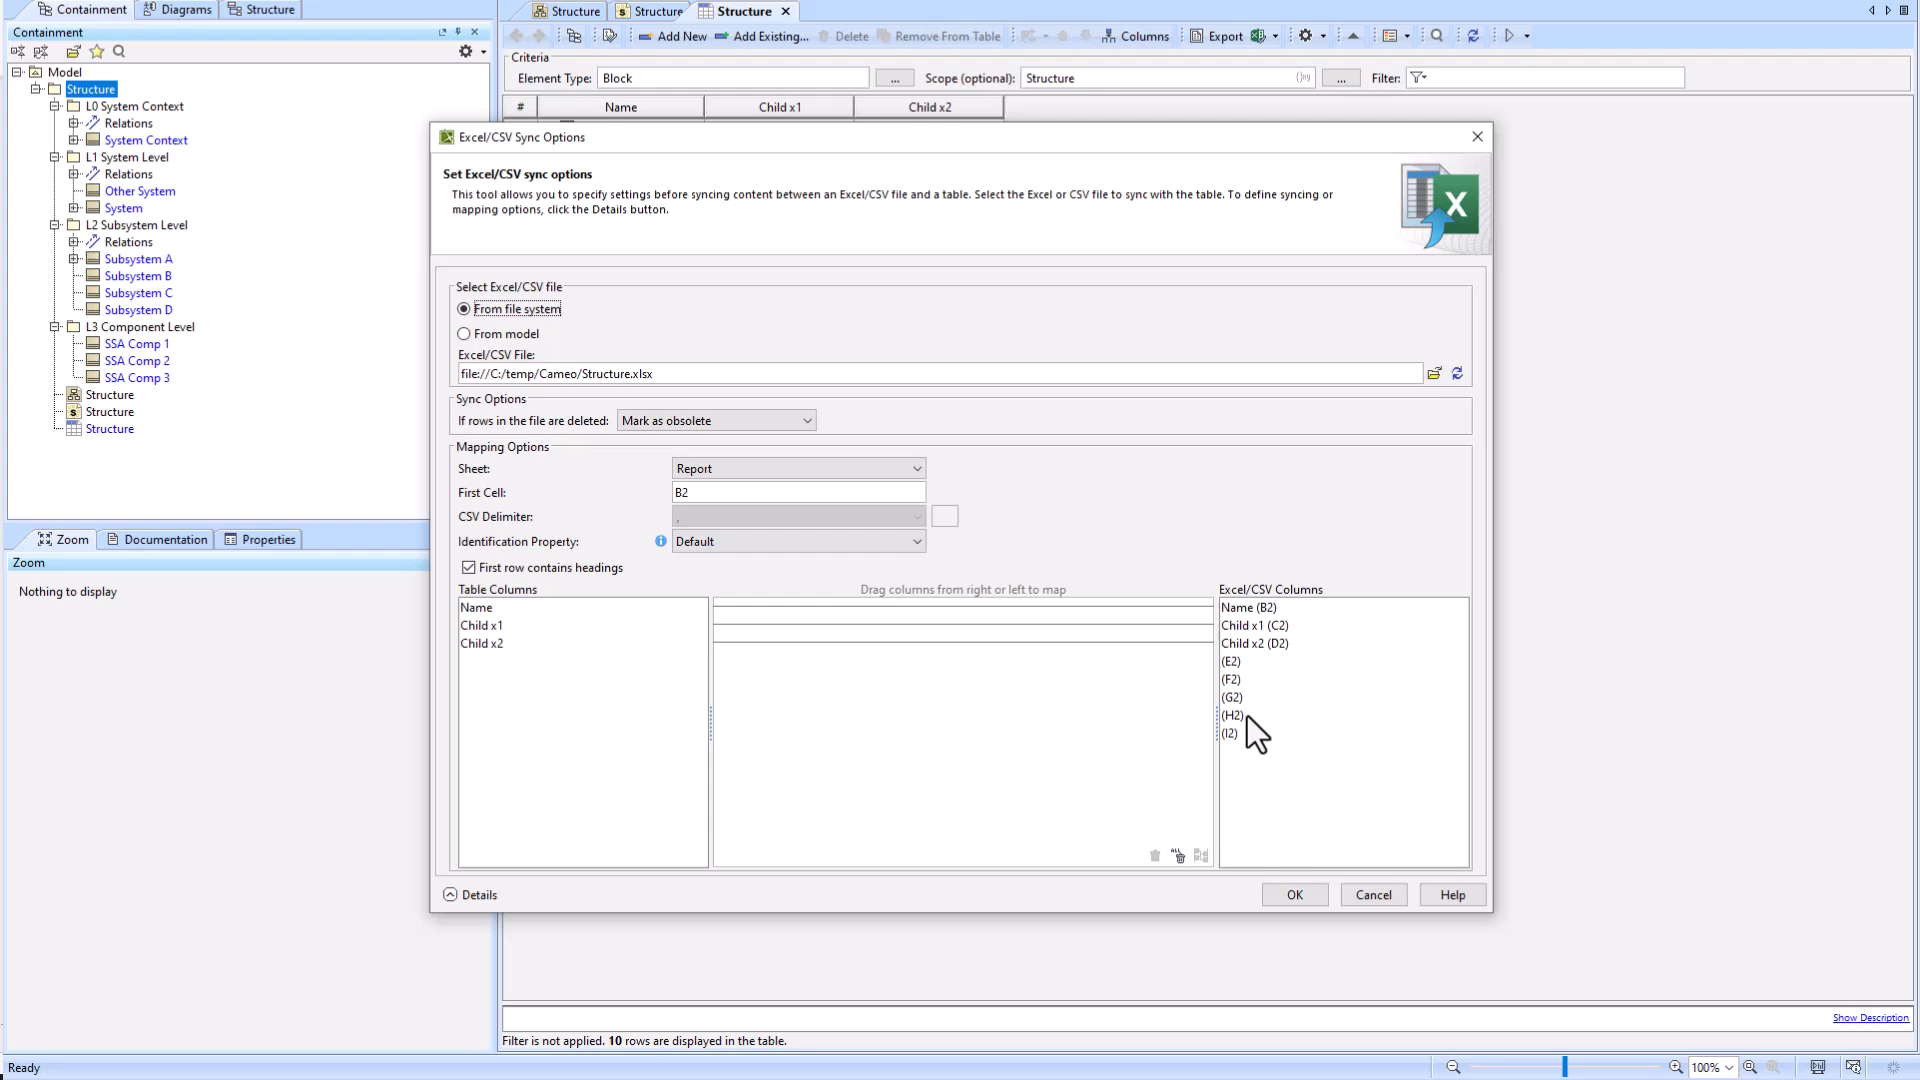 Containment
Diagrams
Structure
Containment
Model
Structure
L0 System Context
Relations
System Context
L1 System Level
Relations
Other System
System
L2 Subsystem Level
Relations
Subsystem A
Subsystem B
Subsystem C
Subsystem D
L3 Component Level
SSA Comp 1
SSA Comp 2
SSA Comp 3
Structure
Structure
Structure
Zoom
Documentation
Properties
Zoom
Nothing to display
Structure
Structure
Structure
Add New
Add Existing...
Delete
Remove From Table
Columns
Export
Criteria
Element Type: Block ...
Scope (optional): Structure ...
Filter:
# Name Child x1 Child x2
Excel/CSV Sync Options
Set Excel/CSV sync options
This tool allows you to specify settings before syncing content between an Excel/CSV file and a table. Select the Excel or CSV file to sync with the table. To define syncing or
mapping options, click the Details button.
Select Excel/CSV file
From file system
From model
Excel/CSV File:
file://C:/temp/Cameo/Structure.xlsx
Sync Options
If rows in the file are deleted: Mark as obsolete
Mapping Options
Sheet: Report
First Cell: B2
CSV Delimiter: ,
Identification Property: Default
First row contains headings
Table Columns
Name
Child x1
Child x2
Drag columns from right or left to map
Excel/CSV Columns
Name (B2)
Child x1 (C2)
Child x2 (D2)
(E2)
(F2)
(G2)
(H2)
(I2)
Details
OK
Cancel
Help
Show Description
Filter is not applied. 10 rows are displayed in the table.
Ready
100%